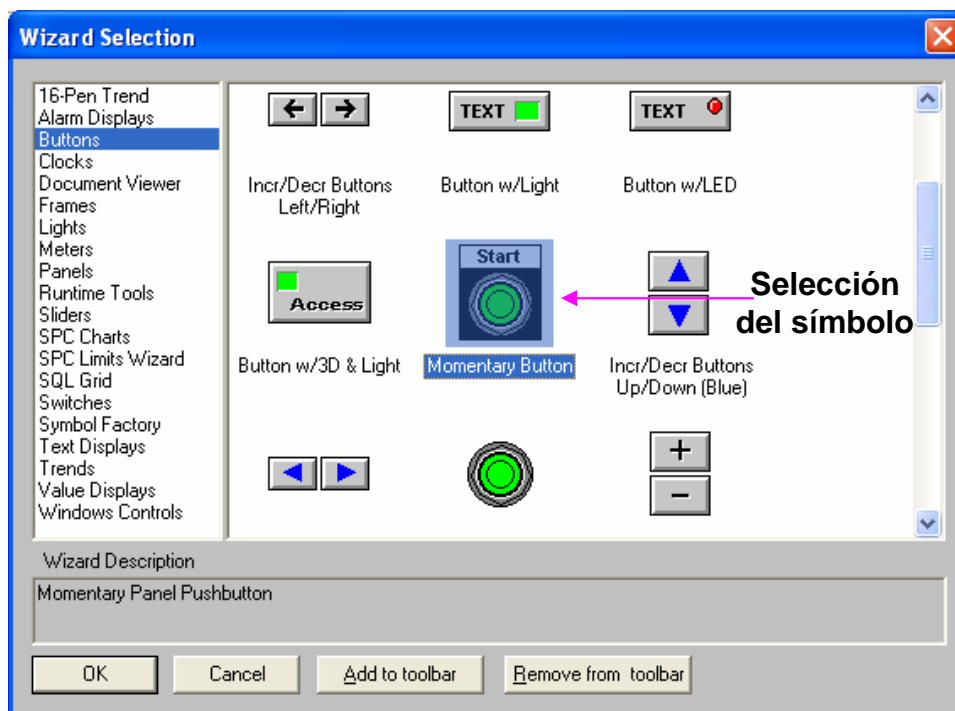 Wizard Selection
16-Pen Trend
Alarm Displays
Buttons
Clocks
Document Viewer
Frames
Lights
Meters
Panels
Runtime Tools
Sliders
SPC Charts
SPC Limits Wizard
SQL Grid
Switches
Symbol Factory
Text Displays
Trends
Value Displays
Windows Controls
TEXT
TEXT
Incr/Decr Buttons
Left/Right
Button w/Light
Button w/LED
Access
Start
Selección
del símbolo
Button w/3D & Light
Momentary Button
Incr/Decr Buttons
Up/Down (Blue)
+
−
Wizard Description
Momentary Panel Pushbutton
OK
Cancel
Add to toolbar
Remove from toolbar